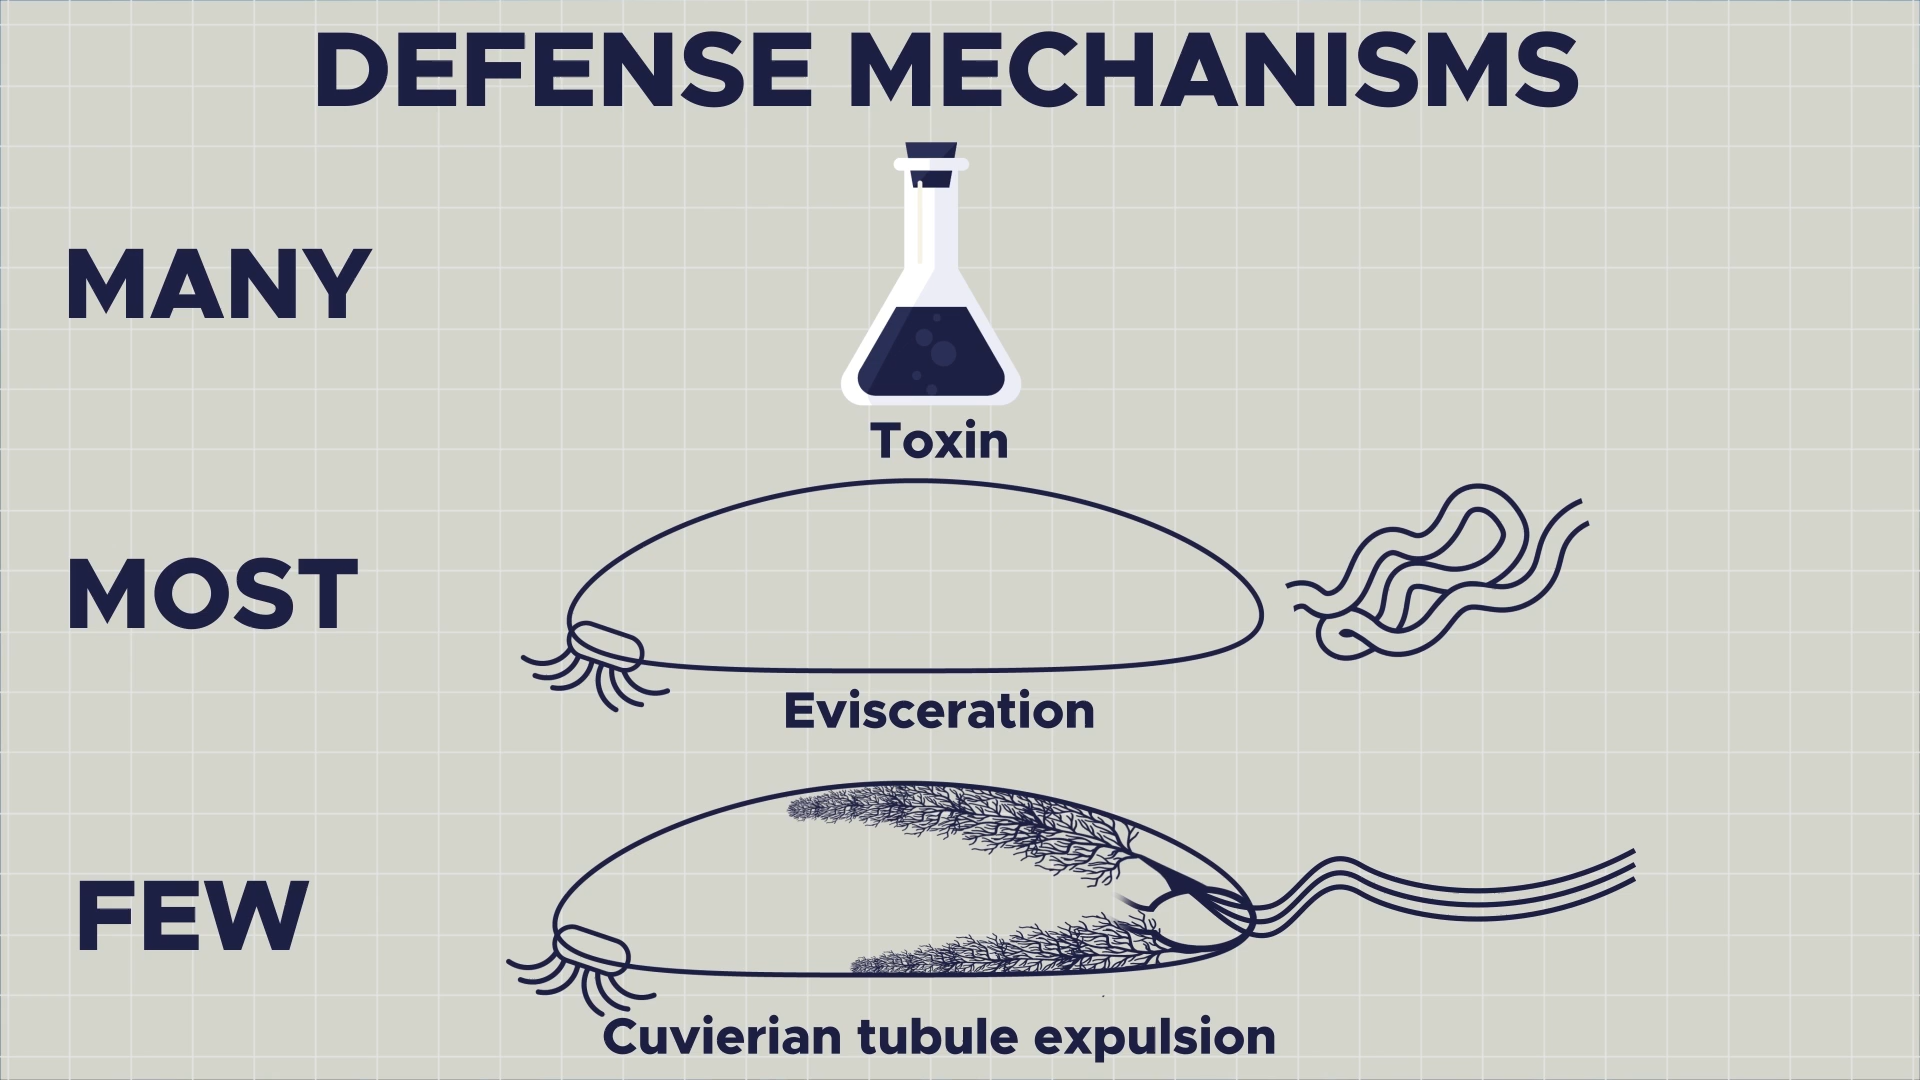 DEFENSE MECHANISMS
MANY
Toxin
MOST
Evisceration
FEW
Cuvierian tubule expulsion